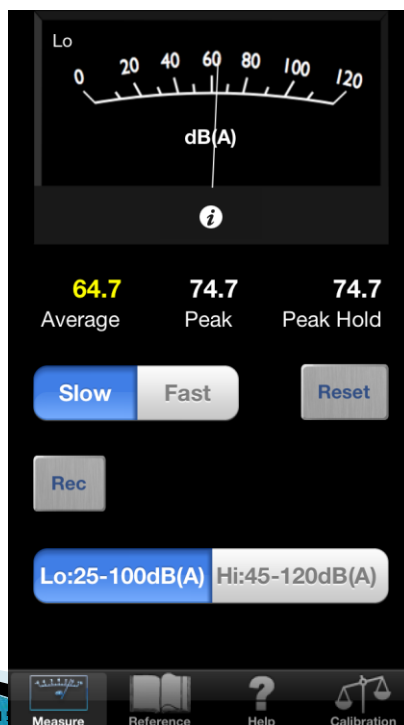 Lo
0 20 40 60 80 100 120
dB(A)
i
64.7 74.7 74.7
Average Peak Peak Hold
Slow Fast Reset
Rec
Lo:25-100dB(A) Hi:45-120dB(A)
Measure Reference Help Calibration